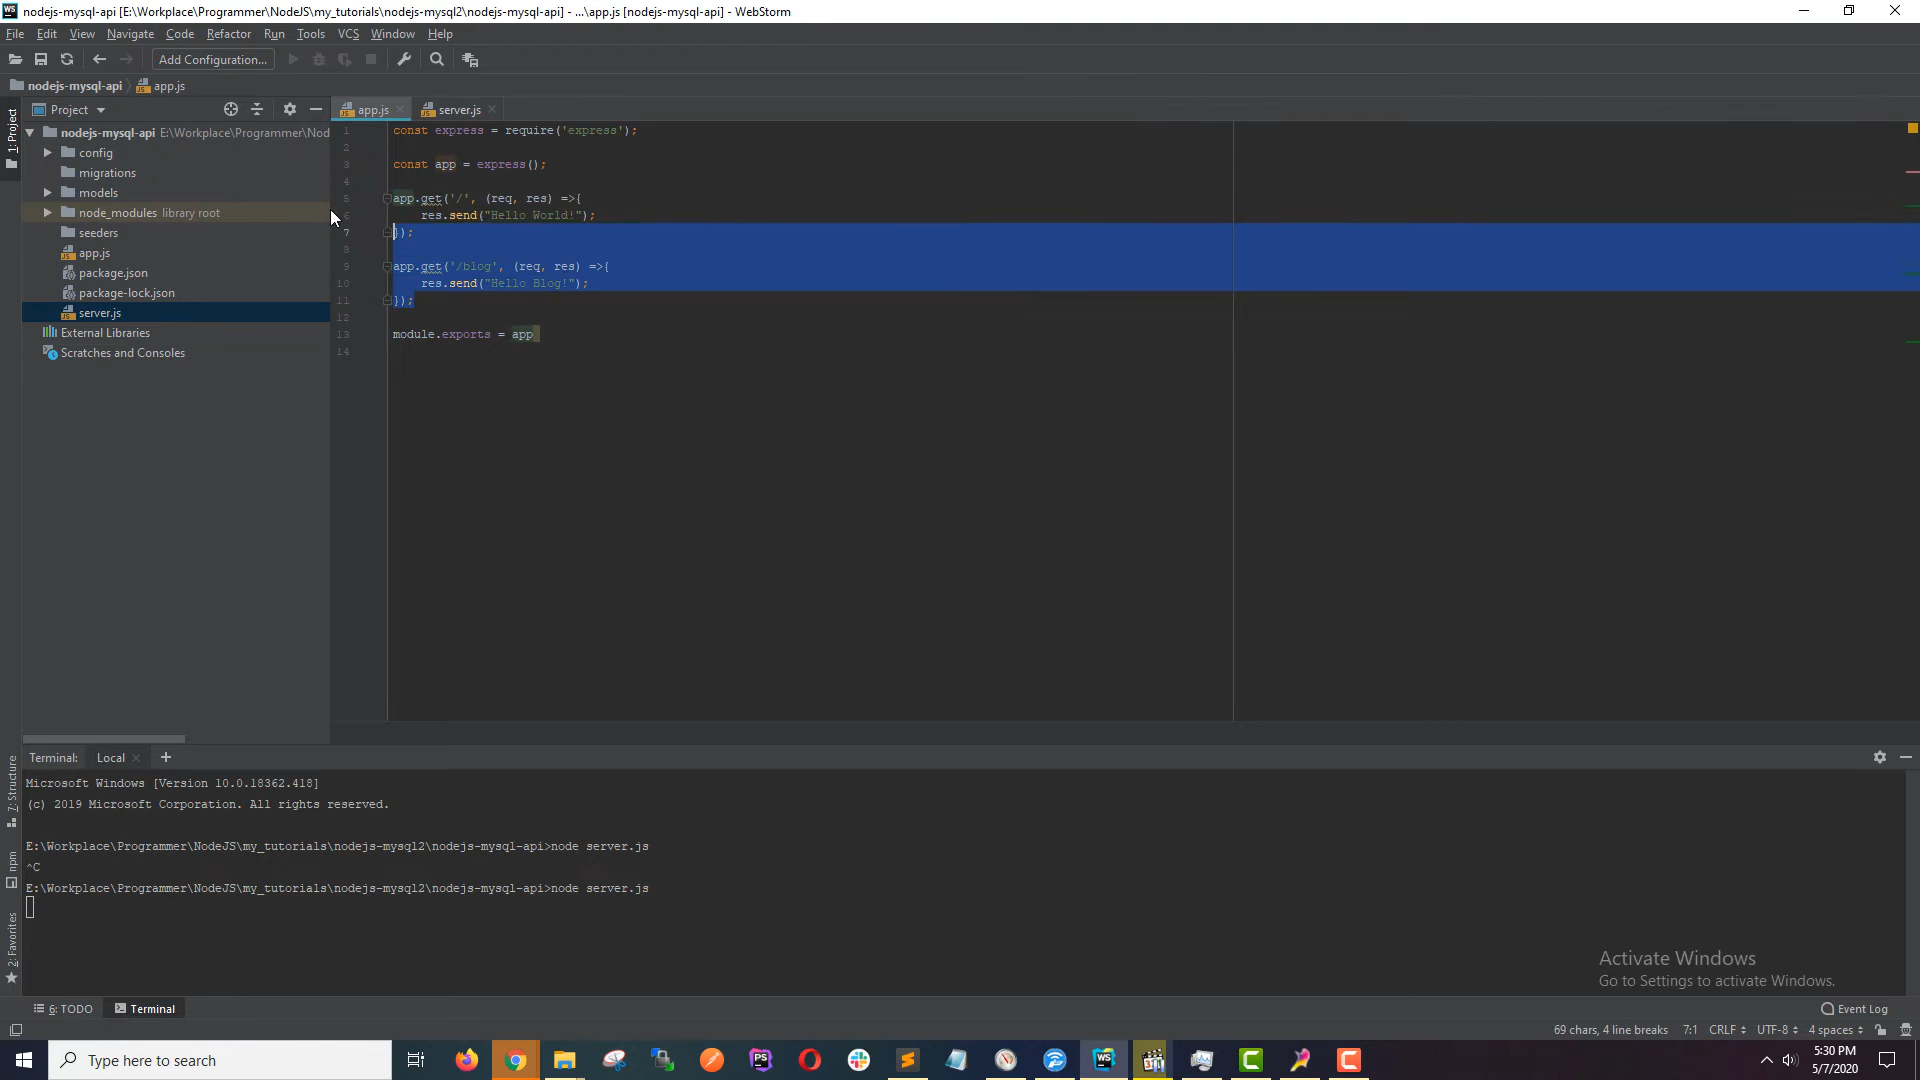 nodejs-mysql-api [E:\Workplace\Programmer\NodeJS\my_tutorials\nodejs-mysql2\nodejs-mysql-api] - ...\app.js [nodejs-mysql-api] - WebStorm
File Edit View Navigate Code Refactor Run Tools VCS Window Help
Add Configuration...
nodejs-mysql-api app.js
1: Project
Project
app.js
server.js
nodejs-mysql-api E:\Workplace\Programmer\Nod
config
migrations
models
node_modules library root
seeders
app.js
package.json
package-lock.json
server.js
External Libraries
Scratches and Consoles
1 const express = require('express');
2
3 const app = express();
4
5 app.get('/', (req, res) =>{
6 res.send("Hello World!");
7 });
8
9 app.get('/blog', (req, res) =>{
10 res.send("Hello Blog!");
11 });
12
13 module.exports = app
14
7: Structure
npm
2: Favorites
Terminal: Local
Microsoft Windows [Version 10.0.18362.418]
(c) 2019 Microsoft Corporation. All rights reserved.
E:\Workplace\Programmer\NodeJS\my_tutorials\nodejs-mysql2\nodejs-mysql-api>node server.js
^C
E:\Workplace\Programmer\NodeJS\my_tutorials\nodejs-mysql2\nodejs-mysql-api>node server.js
Activate Windows
Go to Settings to activate Windows.
6: TODO Terminal Event Log
69 chars, 4 line breaks 7:1 CRLF UTF-8 4 spaces
Type here to search
5:30 PM
5/7/2020